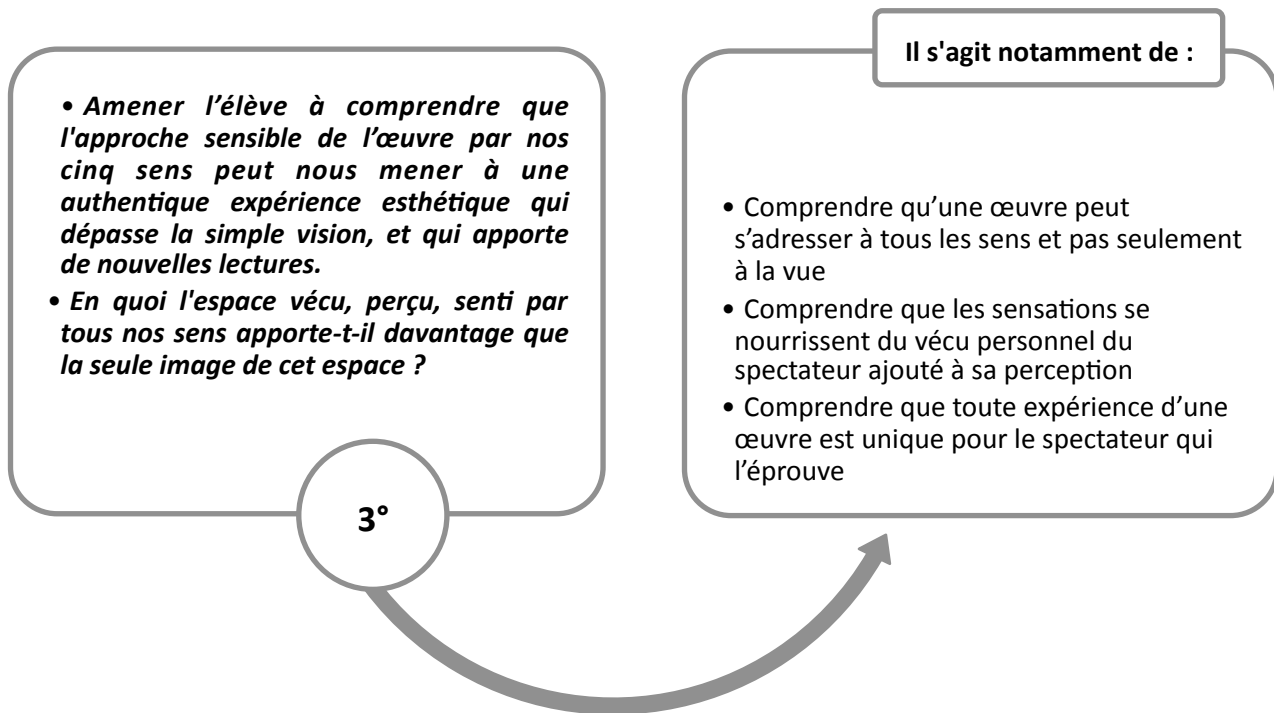 • Amener l’élève à comprendre que
l'approche sensible de l’œuvre par nos
cinq sens peut nous mener à une
authentique expérience esthétique qui
dépasse la simple vision, et qui apporte
de nouvelles lectures.
• En quoi l'espace vécu, perçu, senti par
tous nos sens apporte-t-il davantage que
la seule image de cet espace ?
3°
Il s'agit notamment de :
• Comprendre qu’une œuvre peut
s’adresser à tous les sens et pas seulement
à la vue
• Comprendre que les sensations se
nourrissent du vécu personnel du
spectateur ajouté à sa perception
• Comprendre que toute expérience d’une
œuvre est unique pour le spectateur qui
l’éprouve